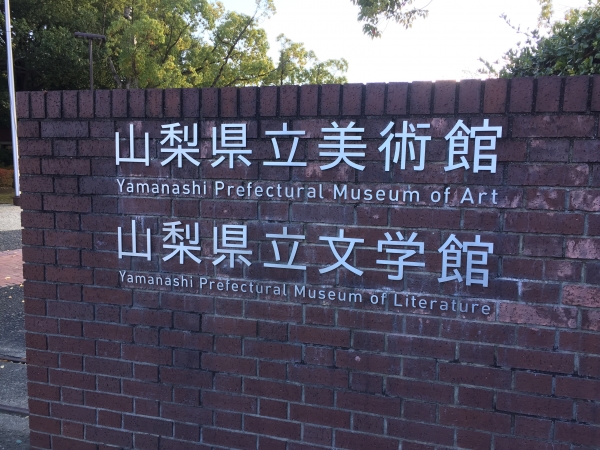 山梨県立美術館
Yamanashi Prefectural Museum of Art
山梨県立文学館
Yamanashi Prefectural Museum of Literature